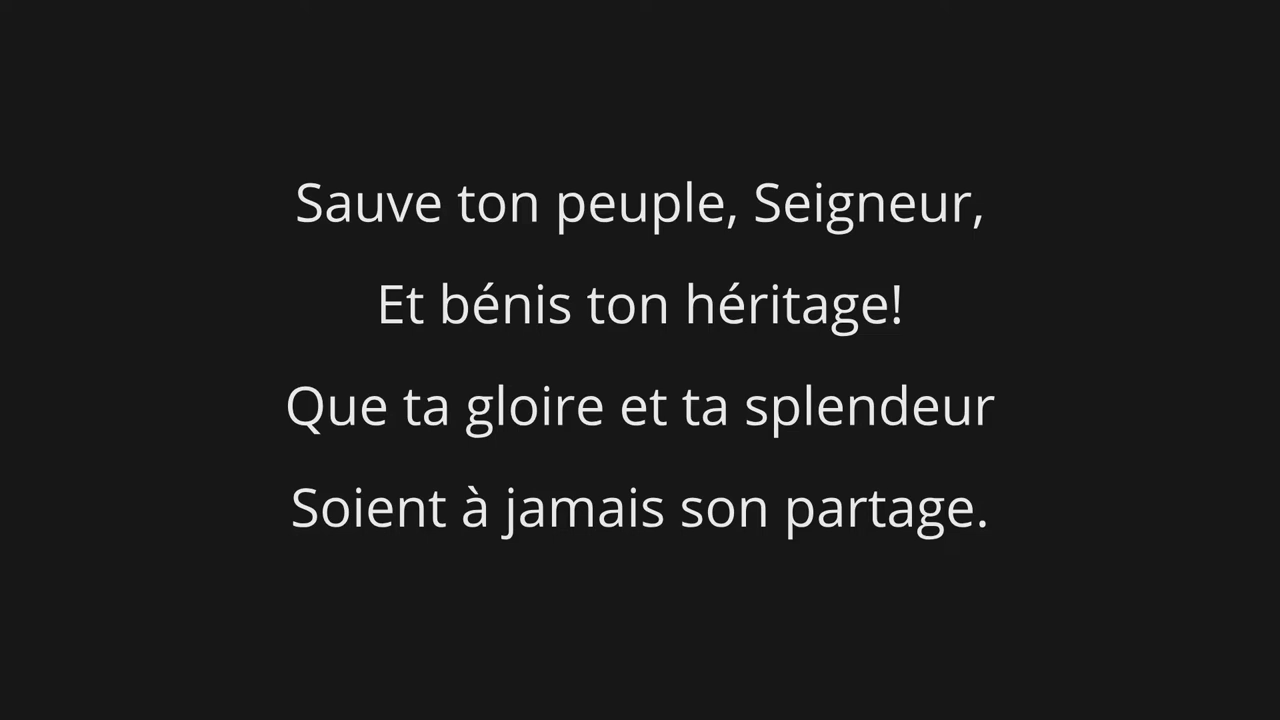 Sauve ton peuple, Seigneur,
Et bénis ton héritage!
Que ta gloire et ta splendeur
Soient à jamais son partage.